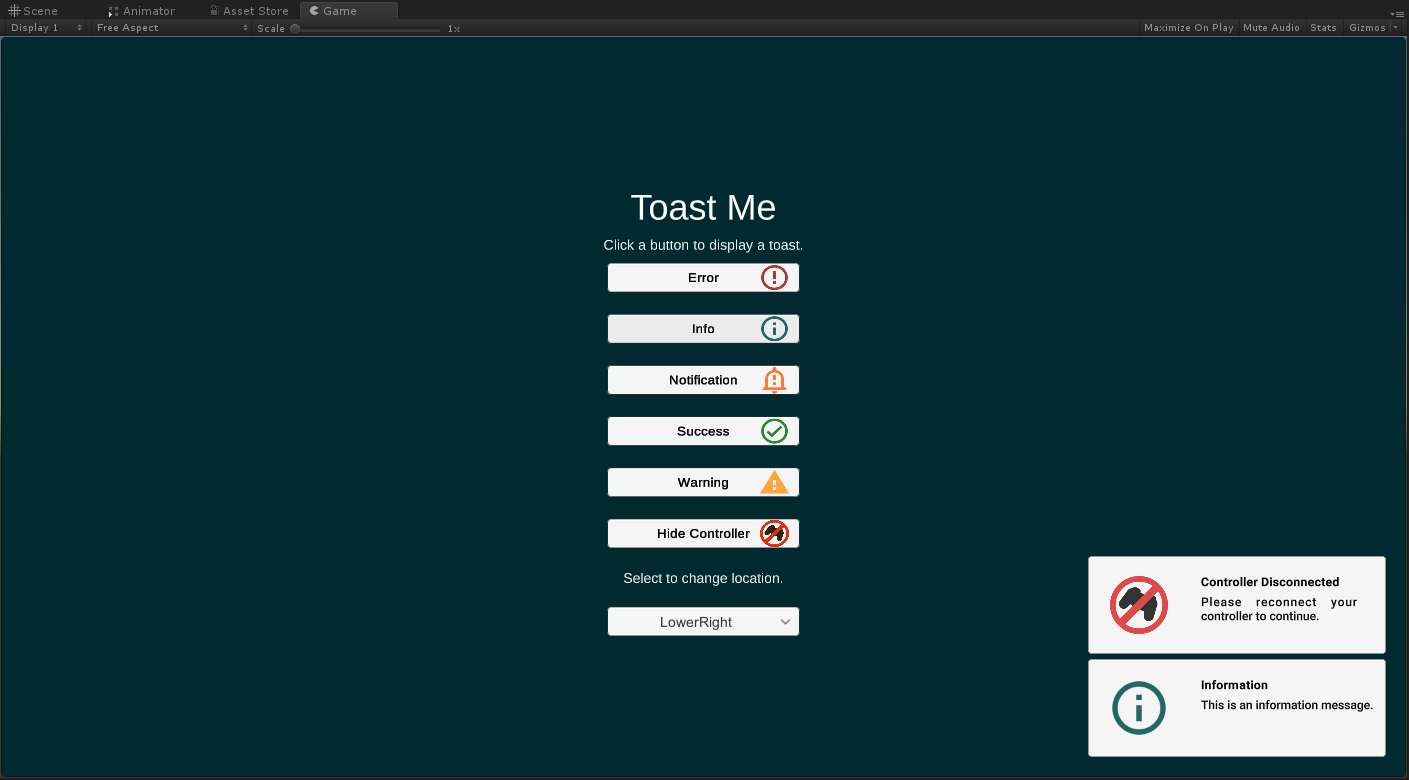 Scene Animator Asset Store Game
Display 1 Free Aspect Scale 1x Maximize On Play Mute Audio Stats Gizmos
Toast Me
Click a button to display a toast.
Error
Info
Notification
Success
Warning
Hide Controller
Select to change location.
LowerRight
Controller Disconnected
Please reconnect your
controller to continue.
Information
This is an information message.